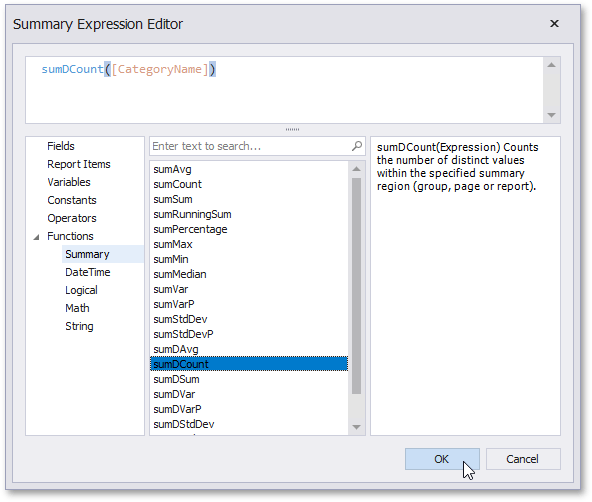 Summary Expression Editor
sumDCount([CategoryName])
Fields
Report Items
Variables
Constants
Operators
Functions
Summary
DateTime
Logical
Math
String
Enter text to search...
sumAvg
sumCount
sumSum
sumRunningSum
sumPercentage
sumMax
sumMin
sumMedian
sumVar
sumVarP
sumStdDev
sumStdDevP
sumDAvg
sumDCount
sumDSum
sumDVar
sumDVarP
sumDStdDev
sumDCount(Expression) Counts
the number of distinct values
within the specified summary
region (group, page or report).
OK
Cancel